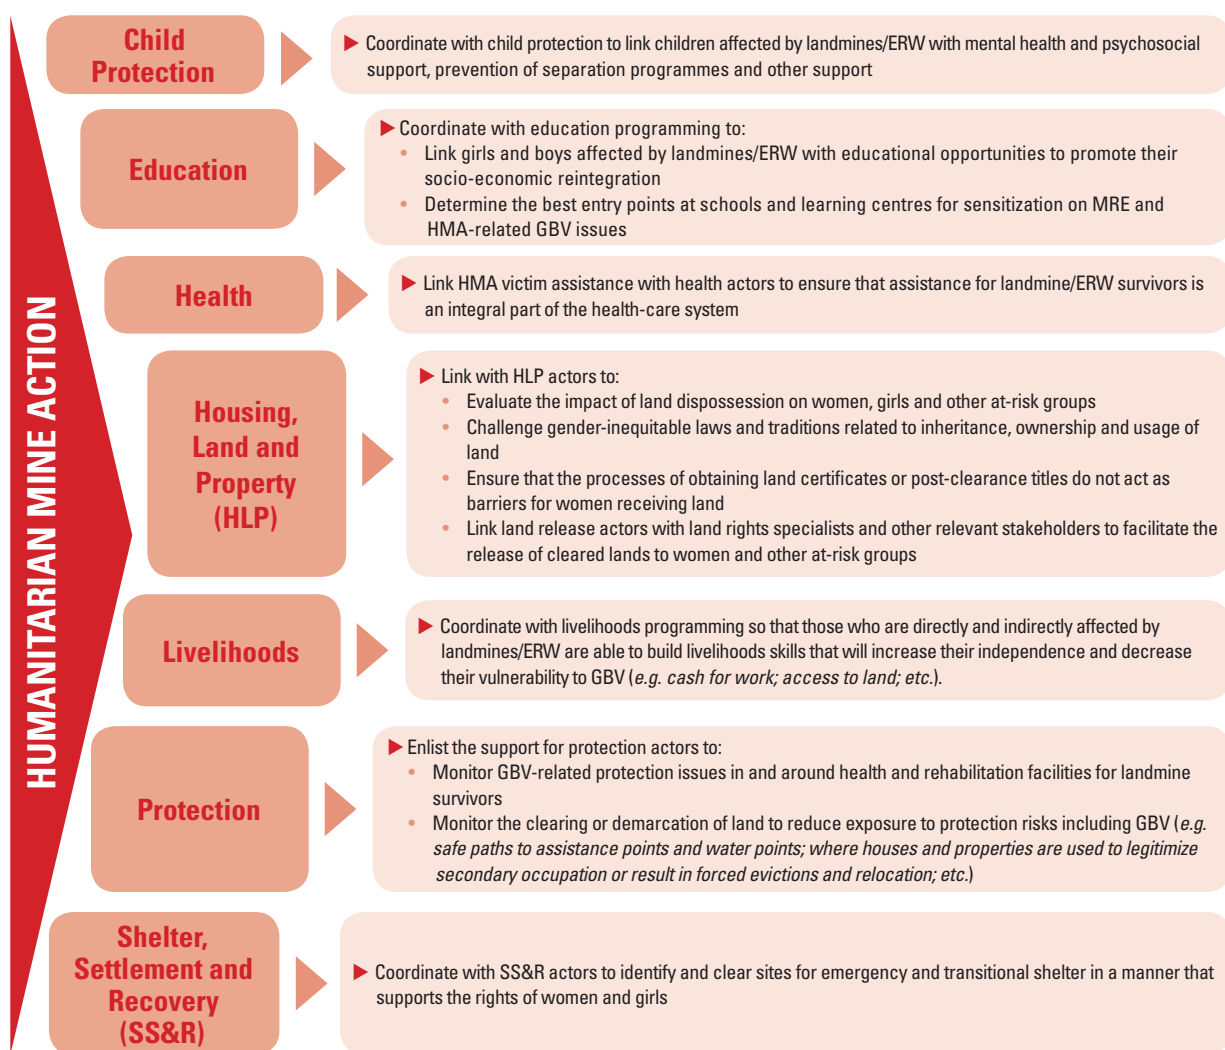 HUMANITARIAN MINE ACTION
Child
Protection
▶ Coordinate with child protection to link children affected by landmines/ERW with mental health and psychosocial
support, prevention of separation programmes and other support
Education
▶ Coordinate with education programming to:
• Link girls and boys affected by landmines/ERW with educational opportunities to promote their
socio-economic reintegration
• Determine the best entry points at schools and learning centres for sensitization on MRE and
HMA-related GBV issues
Health
▶ Link HMA victim assistance with health actors to ensure that assistance for landmine/ERW survivors is
an integral part of the health-care system
Housing,
Land and
Property
(HLP)
▶ Link with HLP actors to:
• Evaluate the impact of land dispossession on women, girls and other at-risk groups
• Challenge gender-inequitable laws and traditions related to inheritance, ownership and usage of
land
• Ensure that the processes of obtaining land certificates or post-clearance titles do not act as
barriers for women receiving land
• Link land release actors with land rights specialists and other relevant stakeholders to facilitate the
release of cleared lands to women and other at-risk groups
Livelihoods
▶ Coordinate with livelihoods programming so that those who are directly and indirectly affected by
landmines/ERW are able to build livelihoods skills that will increase their independence and decrease
their vulnerability to GBV (e.g. cash for work; access to land; etc.).
Protection
▶ Enlist the support for protection actors to:
• Monitor GBV-related protection issues in and around health and rehabilitation facilities for landmine
survivors
• Monitor the clearing or demarcation of land to reduce exposure to protection risks including GBV (e.g.
safe paths to assistance points and water points; where houses and properties are used to legitimize
secondary occupation or result in forced evictions and relocation; etc.)
Shelter,
Settlement and
Recovery
(SS&R)
▶ Coordinate with SS&R actors to identify and clear sites for emergency and transitional shelter in a manner that
supports the rights of women and girls